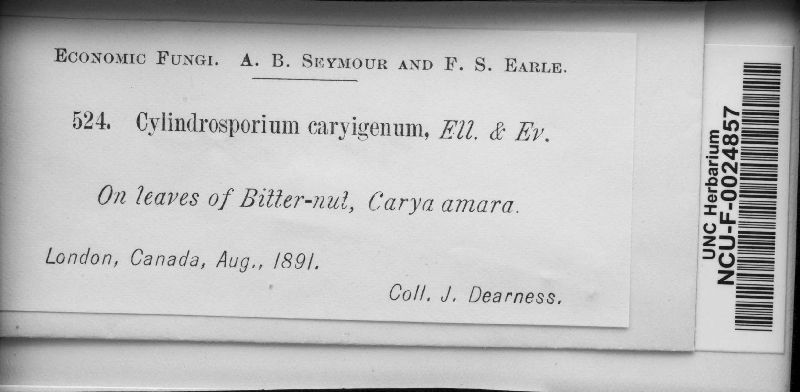 Economic Fungi. A. B. Seymour and F. S. Earle.
524. Cylindrosporium caryigenum, Ell. & Ev.
On leaves of Bitter-nut, Carya amara.
London, Canada, Aug., 1891.
Coll. J. Dearness.
UNC Herbarium
NCU-F-0024857